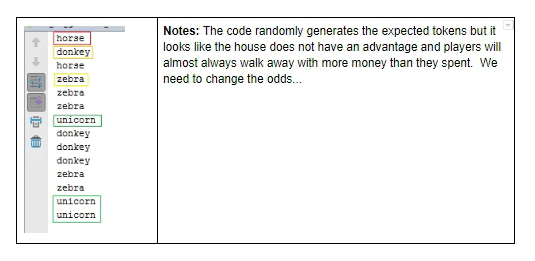 horse
donkey
horse
zebra
zebra
zebra
unicorn
donkey
donkey
donkey
zebra
zebra
unicorn
unicorn
Notes: The code randomly generates the expected tokens but it
looks like the house does not have an advantage and players will
almost always walk away with more money than they spent. We
need to change the odds...